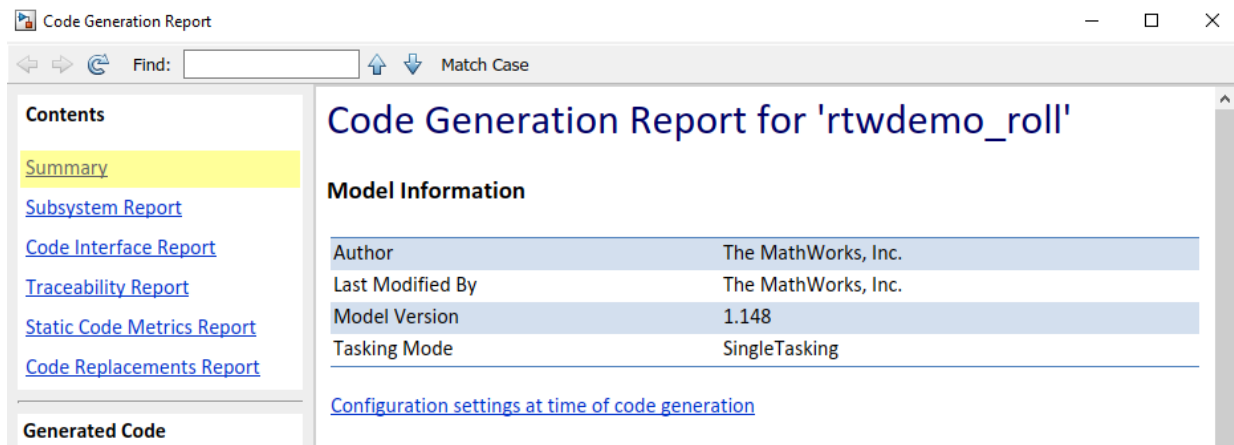 Code Generation Report
Find:
Match Case
Contents
Summary
Subsystem Report
Code Interface Report
Traceability Report
Static Code Metrics Report
Code Replacements Report
Generated Code
Code Generation Report for 'rtwdemo_roll'
Model Information
Author The MathWorks, Inc.
Last Modified By The MathWorks, Inc.
Model Version 1.148
Tasking Mode SingleTasking
Configuration settings at time of code generation